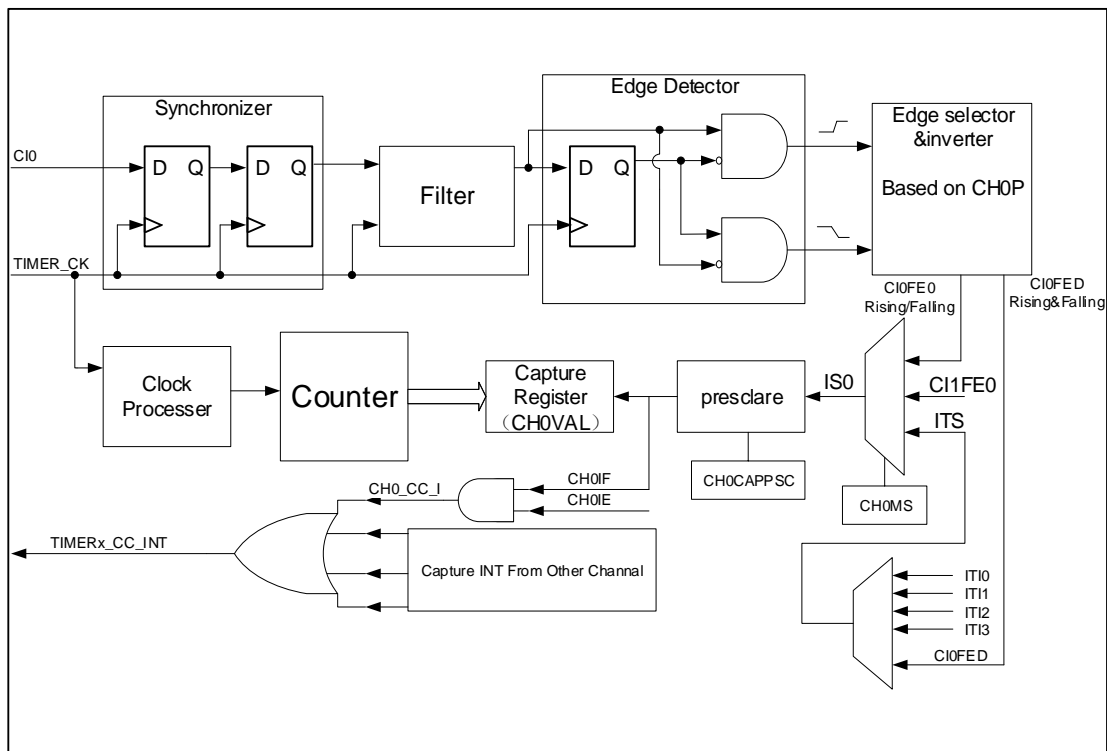 Synchronizer
Edge Detector
Edge selector
&inverter
Based on CH0P
CI0
D Q
D Q
Filter
D Q
TIMER_CK
CI0FE0
Rising/Falling
CI0FED
Rising&Falling
Clock
Processer
Counter
Capture
Register
（CH0VAL）
presclare
IS0
CI1FE0
ITS
CH0CAPPSC
CH0MS
CH0_CC_I
CH0IF
CH0IE
TIMERx_CC_INT
Capture INT From Other Channal
ITI0
ITI1
ITI2
ITI3
CI0FED